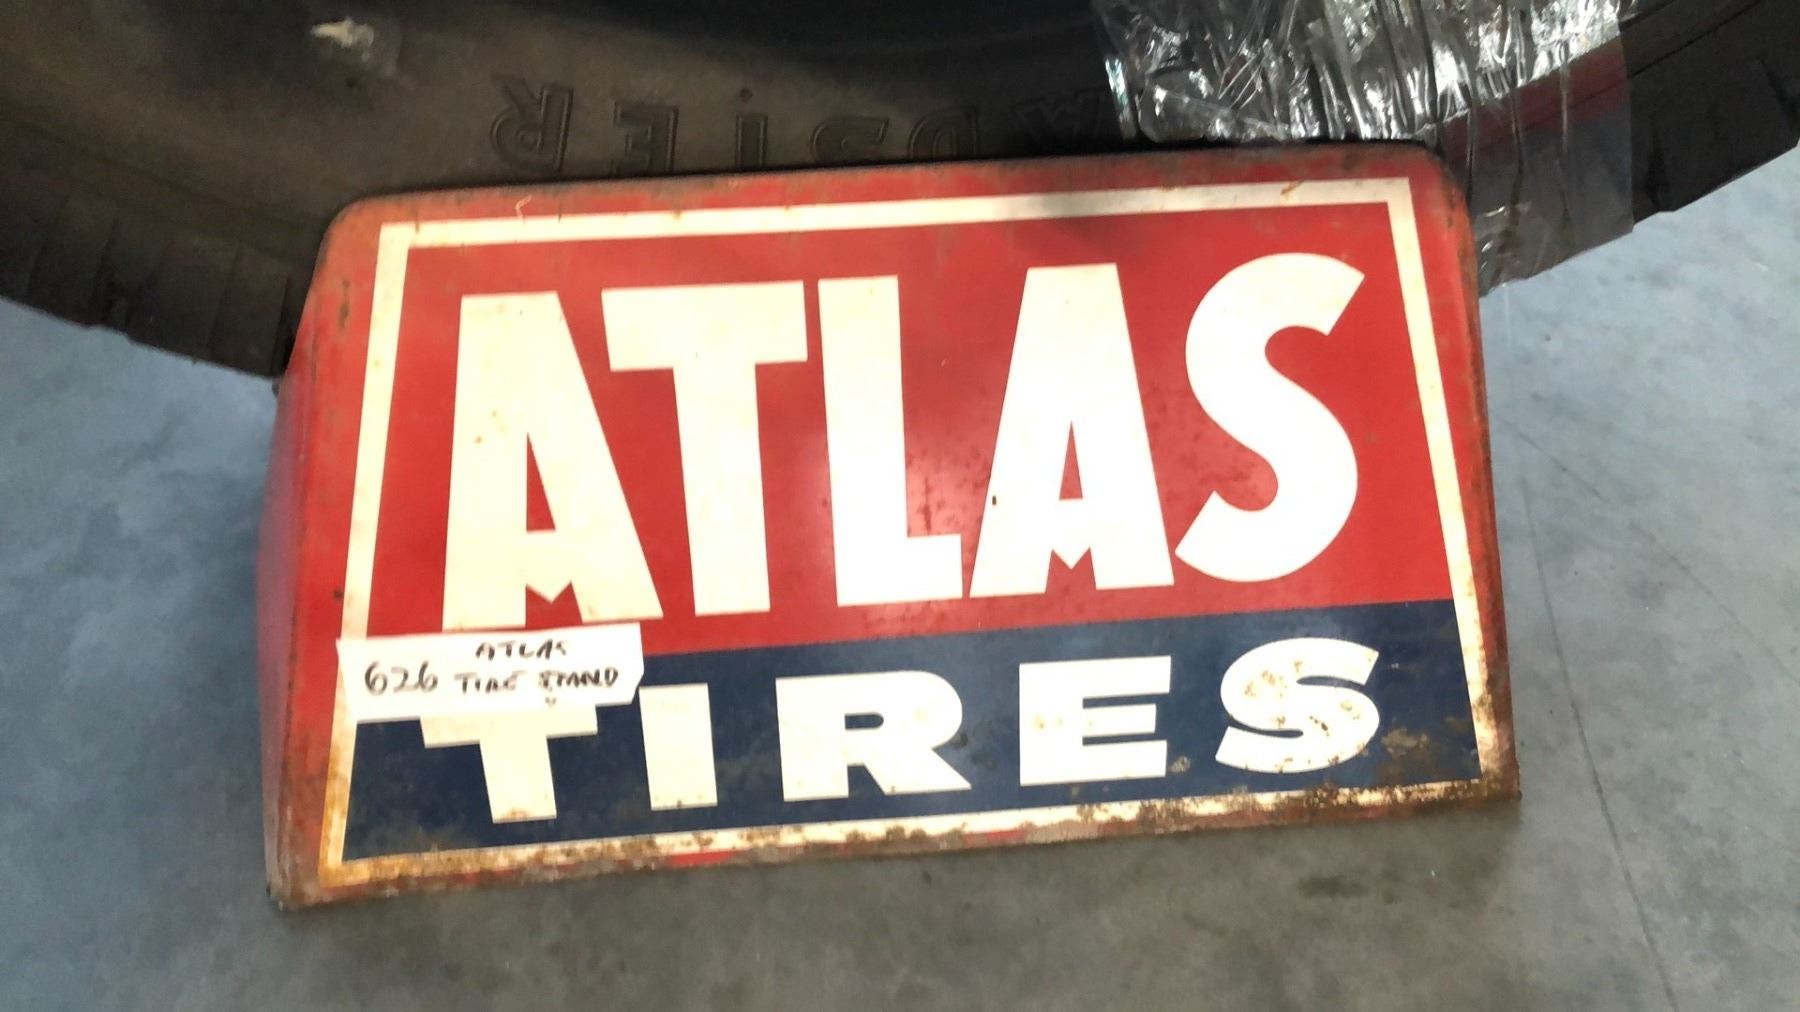 ATLAS
626 ATLAS
TIRE STAND
TIRES